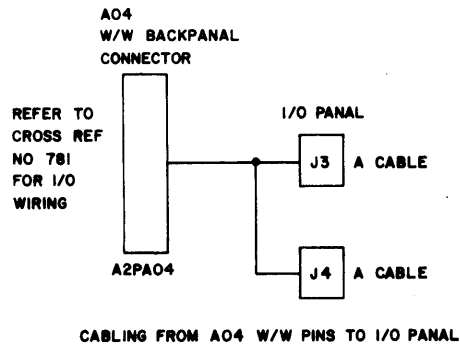 A04
W/W BACKPANAL
CONNECTOR
REFER TO
CROSS REF
NO 781
FOR I/O
WIRING
I/O PANAL
J3 A CABLE
A2PA04
J4 A CABLE
CABLING FROM A04 W/W PINS TO I/O PANAL